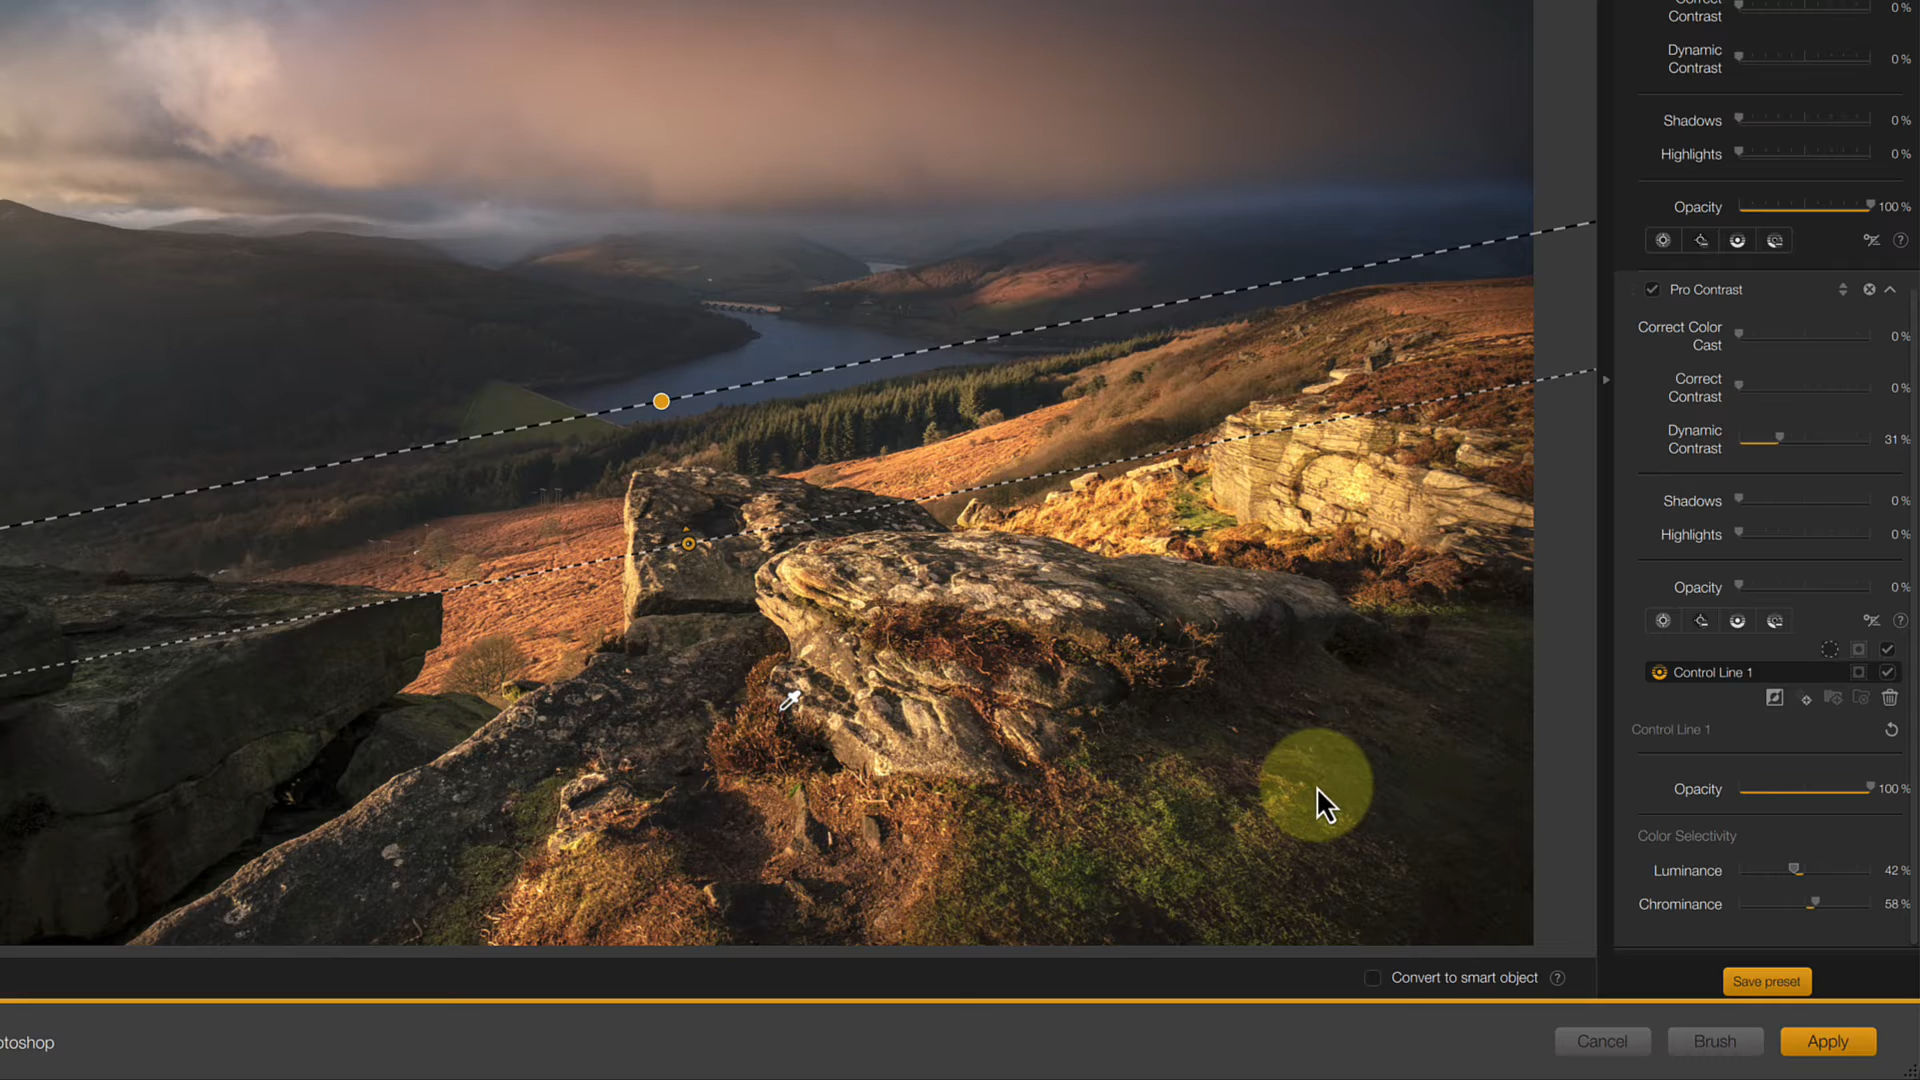 Correct
Contrast
0 %
Dynamic
Contrast
0 %
Shadows
0 %
Highlights
0 %
Opacity
100 %
?
Pro Contrast
Correct Color
Cast
0 %
Correct
Contrast
0 %
Dynamic
Contrast
31 %
Shadows
0 %
Highlights
0 %
Opacity
0 %
?
Control Line 1
Control Line 1
Opacity
100 %
Color Selectivity
Luminance
42 %
Chrominance
58 %
Convert to smart object ?
Save preset
otoshop
Cancel
Brush
Apply